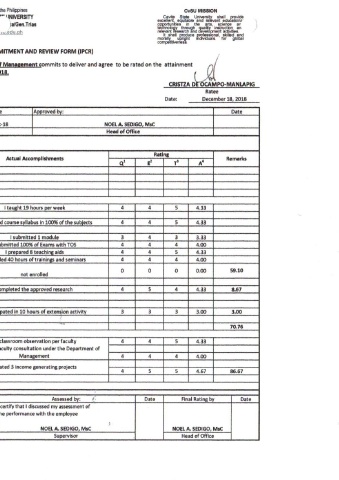 the Philippines
UNIVERSITY
CvSU MISSION
Cavite State University shall provide
excellent, equitable and relevant educational
opportunities in the arts, science and
technology through quality instruction and
relevant research and development activities.
It shall produce professional, skilled and
morally upright individuals for global
competitiveness
MITMENT AND REVIEW FORM (IPCR)
f Management commits to deliver and agree to be rated on the attainment
018.
CRISTZA DE OCAMPO-MANLAPIG
Ratee
Date: December 18, 2018
Approved by: Date
-16 NOEL A. SEDIGO, MsC
Head of Office
Actual Accomplishments Rating Remarks
Q1 E2 T3 A4
I taught 19 hours per week 4 4 5 4.33
d course syllabus in 100% of the subjects 4 4 5 4.33
I submitted 1 module 3 4 3 3.33
ubmitted 100% of Exams with TOS 4 4 4 4.00
I prepared 6 teaching aids 4 4 5 4.33
ded 40 hours of trainings and seminars 4 4 4 4.00
not enrolled 0 0 0 0.00 59.10
ompleted the approved research 4 5 4 4.33 8.67
pated in 10 hours of extension activity 3 3 3 3.00 3.00
70.76
classroom observation per faculty 4 4 5 4.33
aculty consultation under the Department of
Management 4 4 4 4.00
ated 3 income generating projects 4 5 5 4.67 86.67
Assessed by: Date Final Rating by Date
certify that I discussed my assessment of
he performance with the employee
NOEL A. SEDIGO, MsC NOEL A. SEDIGO, MsC
Supervisor Head of Office